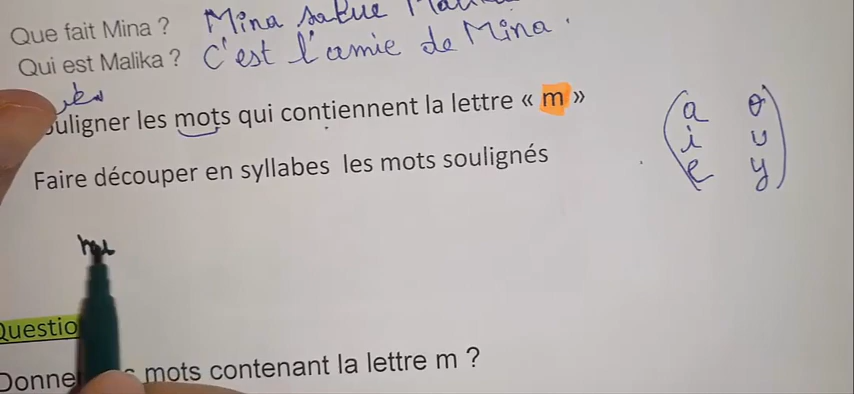 Que fait Mina ? Mina salue
Qui est Malika ? C'est l'amie de Mina.
سطر
ouligner les mots qui contiennent la lettre « m »
Faire découper en syllabes les mots soulignés
a o
i u
e y
Questio
Donne mots contenant la lettre m ?